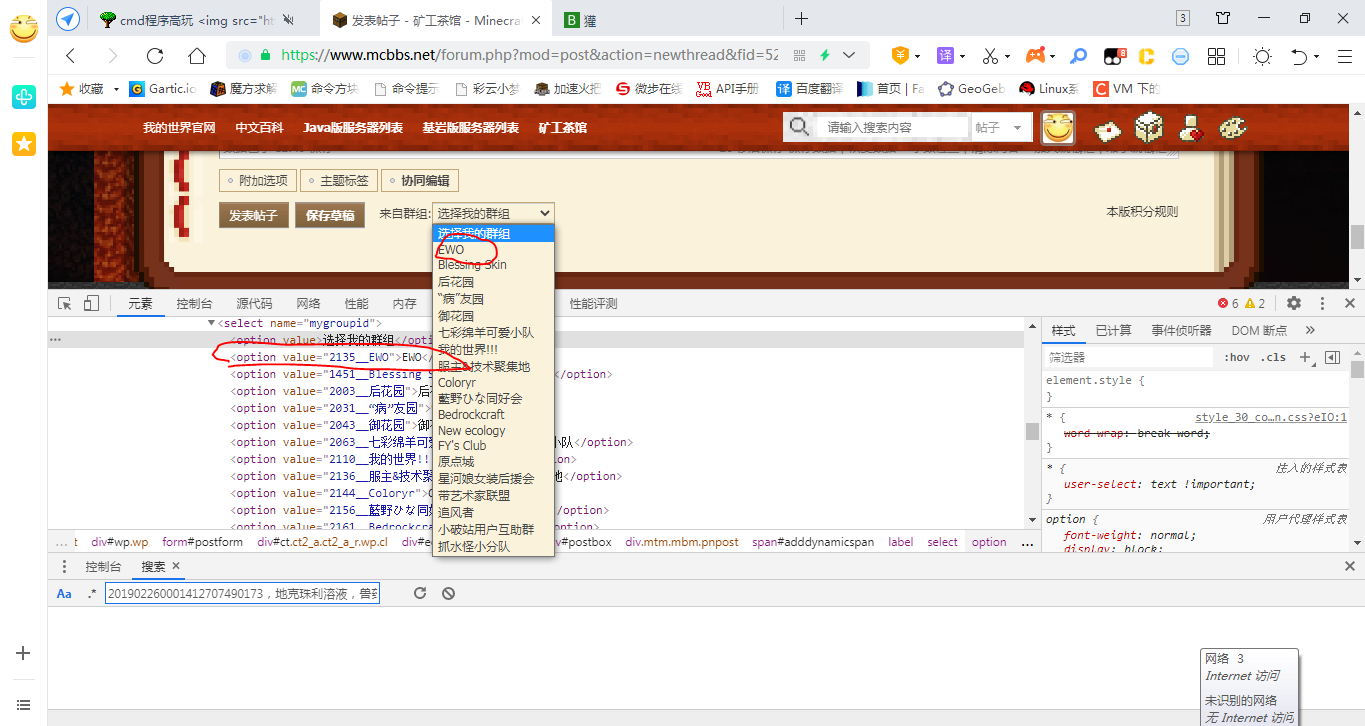 cmd程序高玩 <img src="ht
发表帖子 - 矿工茶馆 - Minecra
B 獾
3
https://www.mcbbs.net/forum.php?mod=post&action=newthread&fid=52
译
8
收藏
Gartic.io
魔方求解
命令方块
命令提示
彩云小梦
加速火把
微步在线
API手册
百度翻译
首页 | Fa
GeoGeb
Linux系
VM 下的
我的世界官网
中文百科
Java版服务器列表
基岩版服务器列表
矿工茶馆
请输入搜索内容
帖子
附加选项
主题标签
协同编辑
发表帖子
保存草稿
来自群组:
选择我的群组
本版积分规则
选择我的群组
EWO
Blessing Skin
后花园
“病”友园
御花园
七彩绵羊可爱小队
我的世界!!!
服主&技术聚集地
Coloryr
藍野ひな同好会
Bedrockcraft
New ecology
FY's Club
原点城
星河娘女装后援会
带艺术家联盟
追风者
小破站用户互助群
抓水怪小分队
元素
控制台
源代码
网络
性能
内存
性能评测
6
2
<select name="mygroupid">
<option value>选择我的群组</opti
<option value="2135__EWO">EWO</
<option value="1451__Blessing S
</option>
<option value="2003__后花园">后
<option value="2031__“病”友园">
<option value="2043__御花园">御
<option value="2063__七彩绵羊可爱
小队</option>
<option value="2110__我的世界!!
on>
<option value="2136__服主&技术聚
地</option>
<option value="2144__Coloryr">C
<option value="2156__藍野ひな同好
/option>
<option value="2161__Bedrockcra
option>
样式
已计算
事件侦听器
DOM 断点
筛选器
:hov
.cls
element.style {
}
* {
style_30_co…n.css?eIO:1
word-wrap: break-word;
}
* {
注入的样式表
user-select: text !important;
}
option {
用户代理样式表
font-weight: normal;
display: block;
… t
div#wp.wp
form#postform
div#ct.ct2_a.ct2_a_r.wp.cl
div#e
v#postbox
div.mtm.mbm.pnpost
span#adddynamicspan
label
select
option
...
控制台
搜索
Aa
.*
201902260001412707490173，地克珠利溶液，兽药
网络 3
Internet 访问
未识别的网络
无 Internet 访问